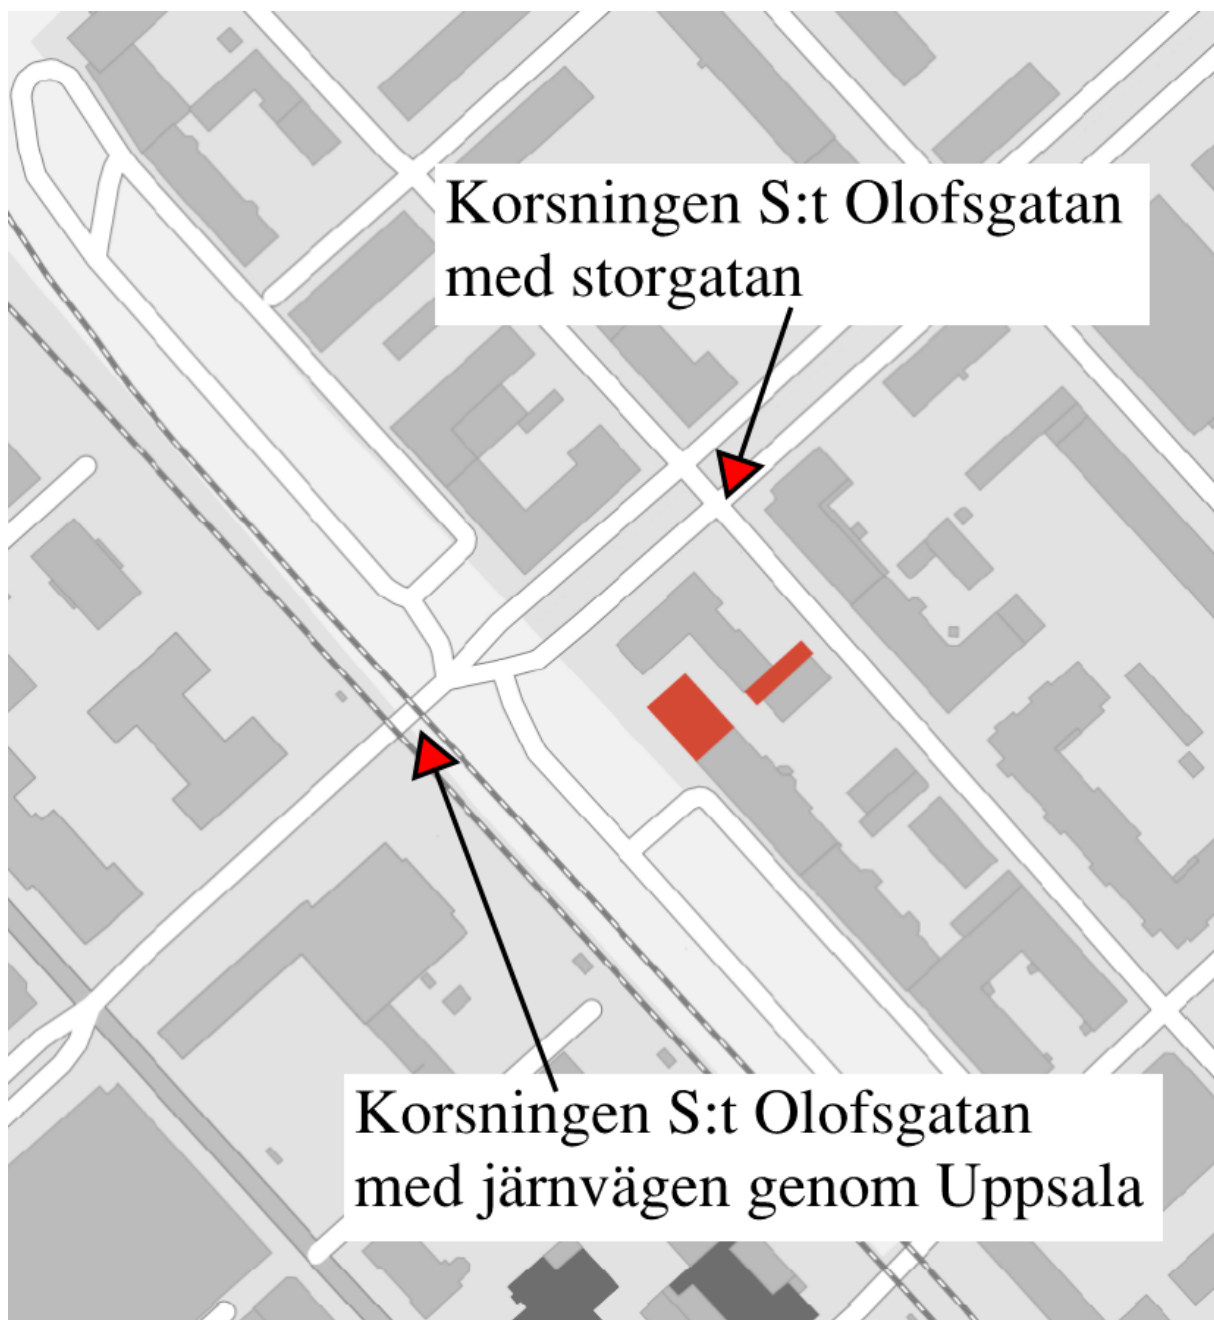 Korsningen S:t Olofsgatan
med storgatan
Korsningen S:t Olofsgatan
med järnvägen genom Uppsala